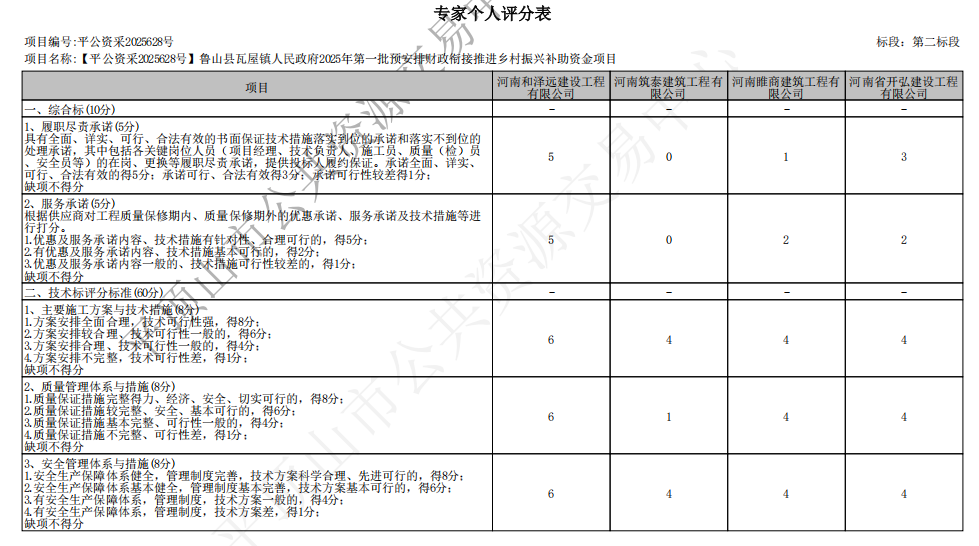 专家个人评分表
项目编号:平公资采2025628号
标段: 第二标段
项目名称:【平公资采2025628号】鲁山县瓦屋镇人民政府2025年第一批预安排财政衔接推进乡村振兴补助资金项目
项目 河南和泽远建设工程有限公司 河南筑泰建筑工程有限公司 河南睢商建筑工程有限公司 河南省开弘建设工程有限公司
一、综合标(10分) - - - -
1、履职尽责承诺(5分)
具有全面、详实、可行、合法有效的书面保证技术措施落实到位的承诺和落实不到位的
处理承诺, 其中包括各关键岗位人员（项目经理、技术负责人、施工员、质量（检）员
、安全员等）的在岗、更换等履职尽责承诺, 提供投标人履约保证。承诺全面、详实、
可行、合法有效的得5分; 承诺可行、合法有效得3分; 承诺可行性较差得1分;
缺项不得分
5 0 1 3
2、服务承诺(5分)
根据供应商对工程质量保修期内、质量保修期外的优惠承诺、服务承诺及技术措施等进
行打分。
1.优惠及服务承诺内容、技术措施有针对性、合理可行的, 得5分;
2.有优惠及服务承诺内容、技术措施基本可行的, 得2分;
3.优惠及服务承诺内容一般的、技术措施可行性较差的, 得1分;
缺项不得分
5 0 2 2
二、技术标评分标准(60分) - - - -
1、主要施工方案与技术措施(8分)
1.方案安排全面合理, 技术可行性强, 得8分;
2.方案安排较合理、技术可行性一般的, 得6分;
3.方案安排合理、技术可行性一般的, 得4分;
4.方案安排不完整, 技术可行性差, 得1分;
缺项不得分
6 4 4 4
2、质量管理体系与措施(8分)
1.质量保证措施完整得力、经济、安全、切实可行的, 得8分;
2.质量保证措施较完整、安全、基本可行的, 得6分;
3.质量保证措施基本完整、可行性一般的, 得4分;
4.质量保证措施不完整、可行性差, 得1分;
缺项不得分
6 1 4 4
3、安全管理体系与措施(8分)
1.安全生产保障体系健全, 管理制度完善, 技术方案科学合理、先进可行的, 得8分;
2.安全生产保障体系基本健全, 管理制度基本完善, 技术方案基本可行的, 得6分;
3.有安全生产保障体系, 管理制度, 技术方案一般的, 得4分;
4.有安全生产保障体系, 管理制度, 技术方案差, 得1分;
缺项不得分
6 4 4 4
平顶山市公共资源交易中心
平顶山市公共资源交易中心